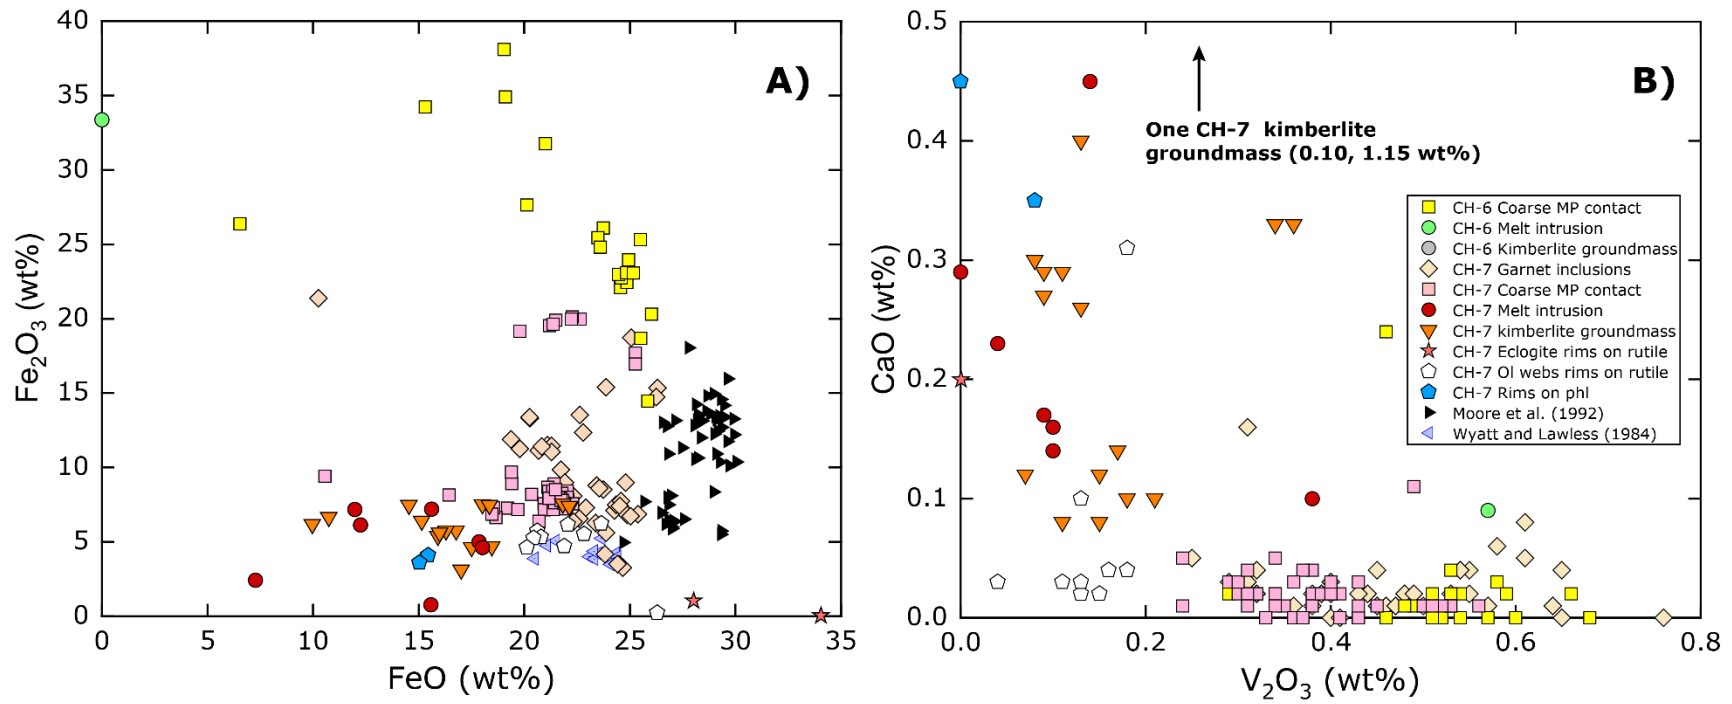 40
35
30
25
20
15
10
5
0
Fe₂O₃ (wt%)
A)
0
5
10
15
20
25
30
35
FeO (wt%)
0.5
0.4
0.3
0.2
0.1
0.0
CaO (wt%)
B)
One CH-7 kimberlite
groundmass (0.10, 1.15 wt%)
CH-6 Coarse MP contact
CH-6 Melt intrusion
CH-6 Kimberlite groundmass
CH-7 Garnet inclusions
CH-7 Coarse MP contact
CH-7 Melt intrusion
CH-7 kimberlite groundmass
CH-7 Eclogite rims on rutile
CH-7 Ol webs rims on rutile
CH-7 Rims on phl
Moore et al. (1992)
Wyatt and Lawless (1984)
0.0
0.2
0.4
0.6
0.8
V₂O₃ (wt%)